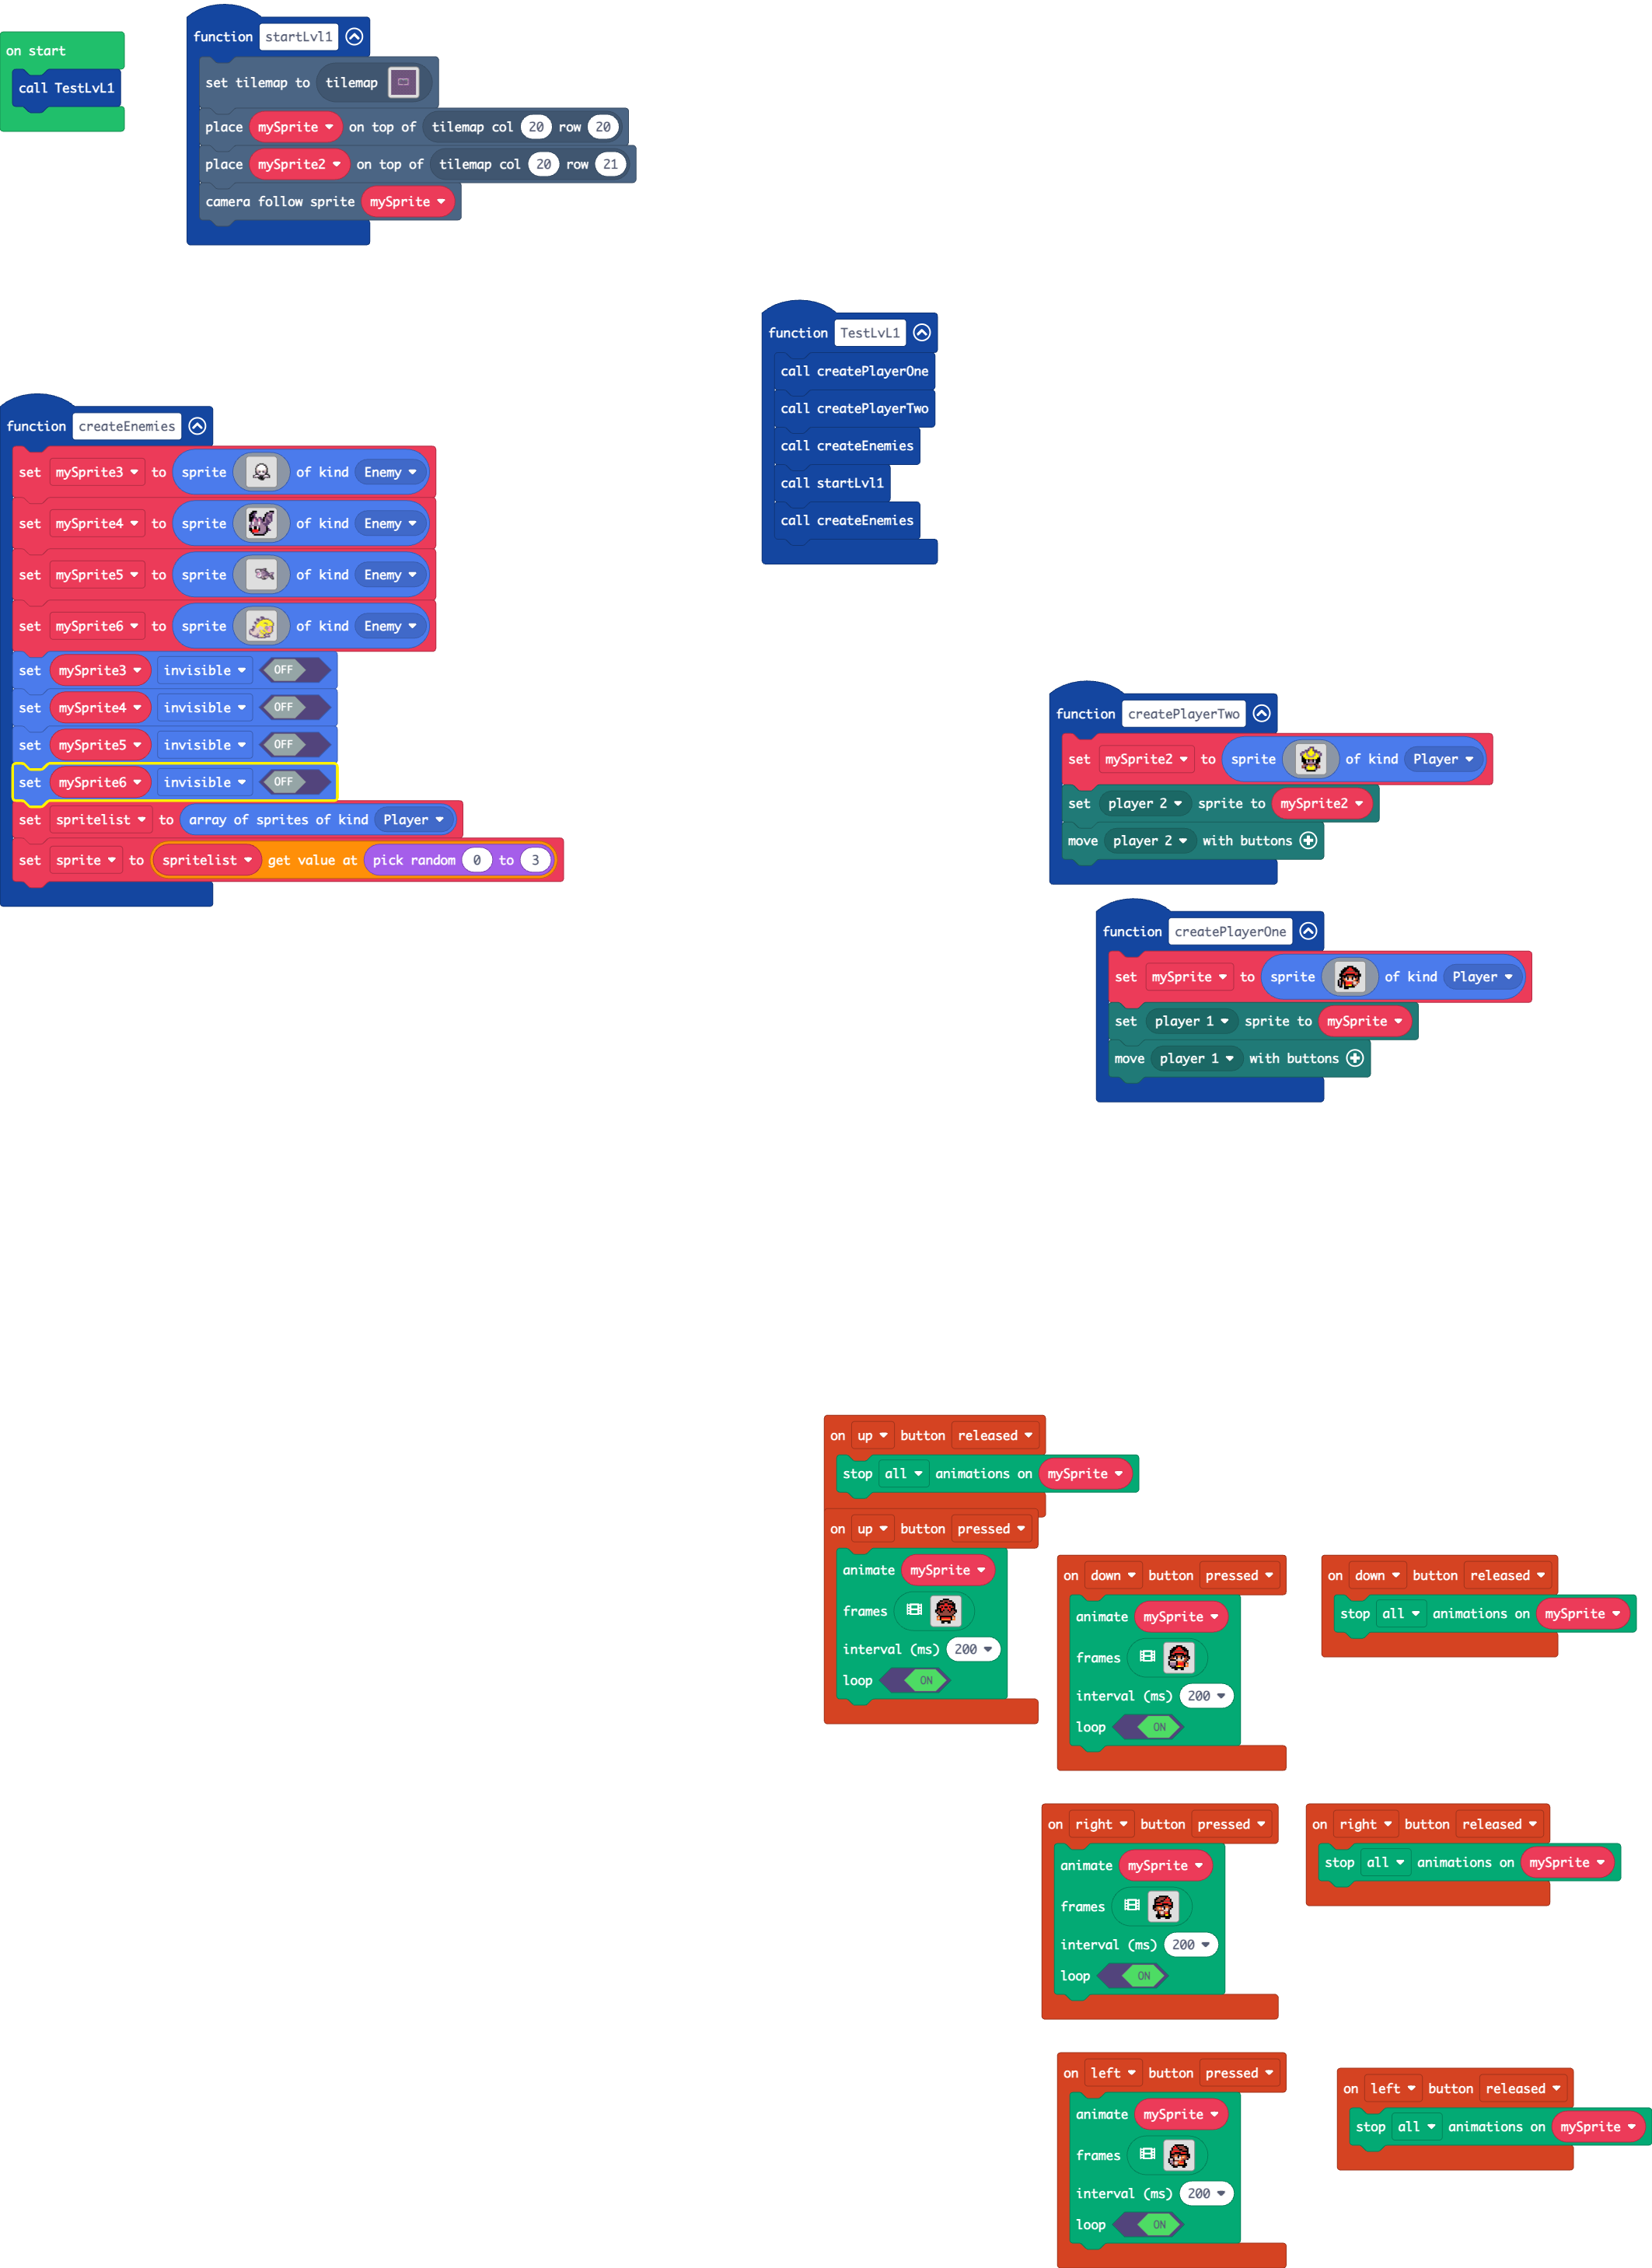 on start
call TestLvL1
function startLvl1
set tilemap to tilemap
place mySprite on top of tilemap col 20 row 20
place mySprite2 on top of tilemap col 20 row 21
camera follow sprite mySprite
function TestLvL1
call createPlayerOne
call createPlayerTwo
call createEnemies
call startLvl1
call createEnemies
function createEnemies
set mySprite3 to sprite of kind Enemy
set mySprite4 to sprite of kind Enemy
set mySprite5 to sprite of kind Enemy
set mySprite6 to sprite of kind Enemy
set mySprite3 invisible OFF
set mySprite4 invisible OFF
set mySprite5 invisible OFF
set mySprite6 invisible OFF
set spritelist to array of sprites of kind Player
set sprite to spritelist get value at pick random 0 to 3
function createPlayerTwo
set mySprite2 to sprite of kind Player
set player 2 sprite to mySprite2
move player 2 with buttons
function createPlayerOne
set mySprite to sprite of kind Player
set player 1 sprite to mySprite
move player 1 with buttons
on up button released
stop all animations on mySprite
on up button pressed
animate mySprite
frames
interval (ms) 200
loop ON
on down button pressed
animate mySprite
frames
interval (ms) 200
loop ON
on down button released
stop all animations on mySprite
on right button pressed
animate mySprite
frames
interval (ms) 200
loop ON
on right button released
stop all animations on mySprite
on left button pressed
animate mySprite
frames
interval (ms) 200
loop ON
on left button released
stop all animations on mySprite